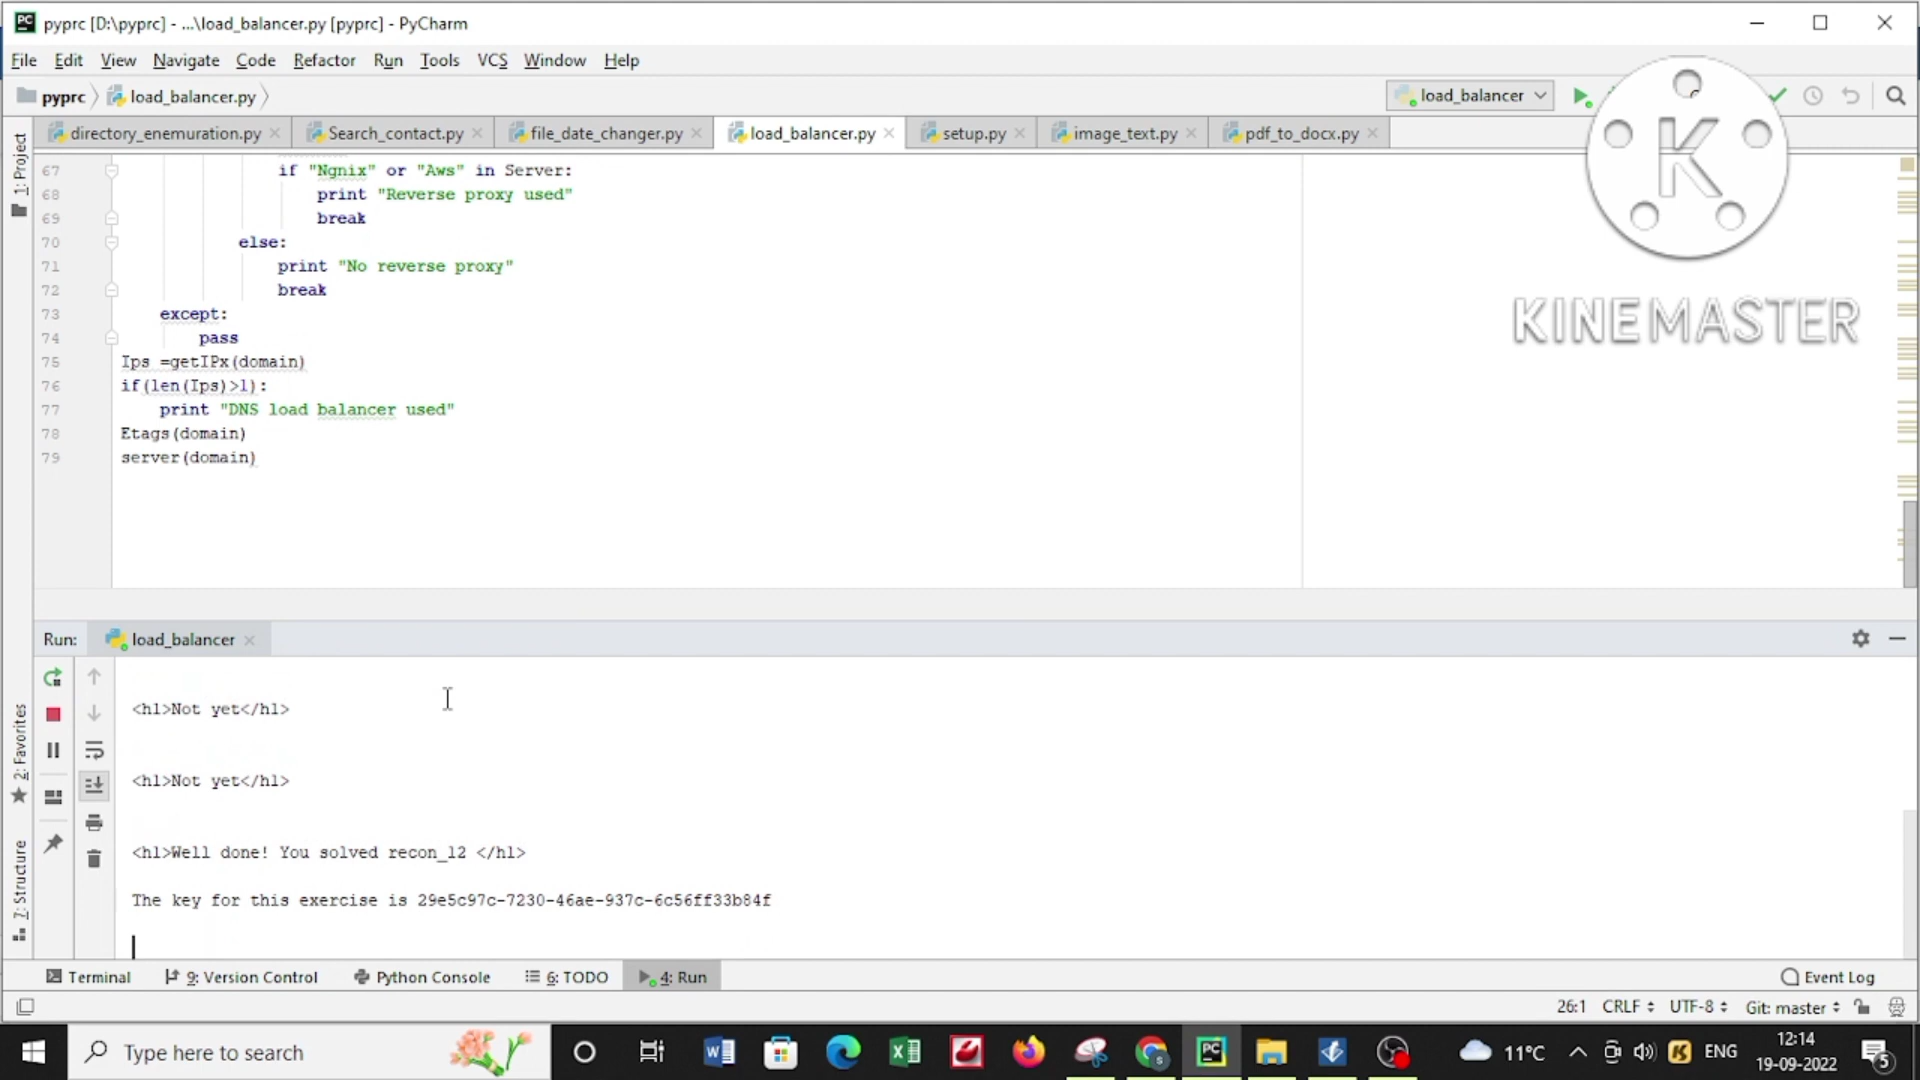 pyprc [D:\pyprc] - ...\load_balancer.py [pyprc] - PyCharm
File Edit View Navigate Code Refactor Run Tools VCS Window Help
pyprc load_balancer.py load_balancer
directory_enemuration.py Search_contact.py file_date_changer.py load_balancer.py setup.py image_text.py pdf_to_docx.py
K
KINEMASTER
1: Project
67 if "Ngnix" or "Aws" in Server:
68 print "Reverse proxy used"
69 break
70 else:
71 print "No reverse proxy"
72 break
73 except:
74 pass
75 Ips =getIPx(domain)
76 if(len(Ips)>1):
77 print "DNS load balancer used"
78 Etags(domain)
79 server(domain)
Run: load_balancer
2: Favorites
7: Structure
<h1>Not yet</h1>
<h1>Not yet</h1>
<h1>Well done! You solved recon_12 </h1>
The key for this exercise is 29e5c97c-7230-46ae-937c-6c56ff33b84f
Terminal 9: Version Control Python Console 6: TODO 4: Run Event Log
26:1 CRLF UTF-8 Git: master
Type here to search 11°C ENG 12:14
19-09-2022 5